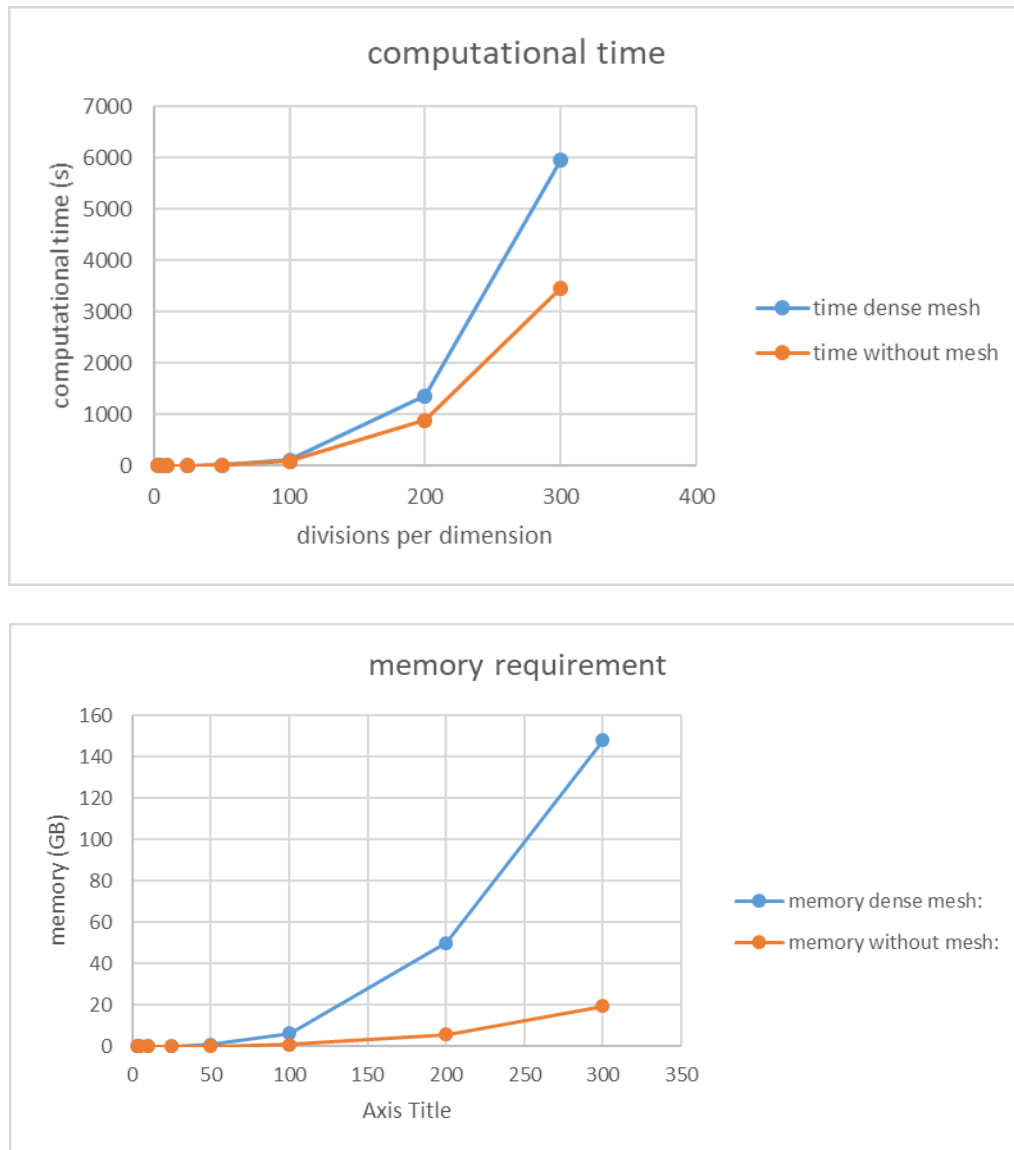 computational time
7000
6000
5000
4000
3000
2000
1000
0
computational time (s)
0 100 200 300 400
divisions per dimension
time dense mesh
time without mesh
memory requirement
160
140
120
100
80
60
40
20
0
memory (GB)
0 50 100 150 200 250 300 350
Axis Title
memory dense mesh:
memory without mesh: